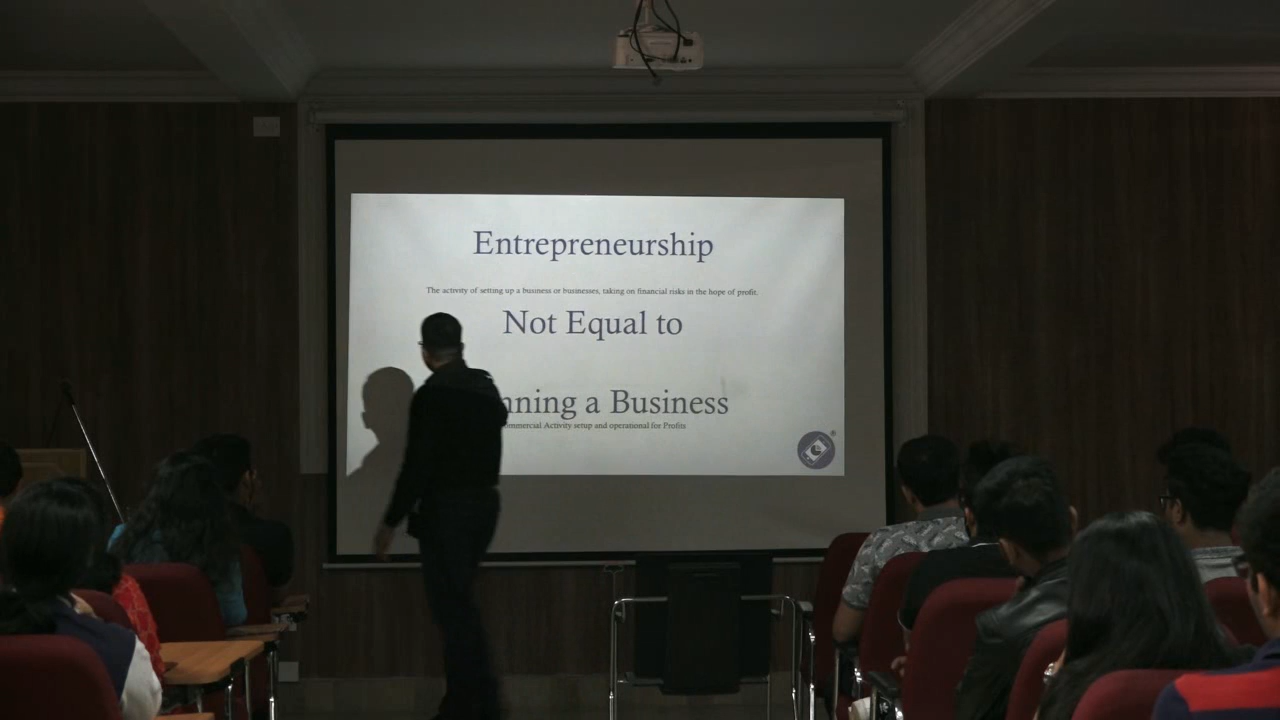 Entrepreneurship
The activity of setting up a business or businesses, taking on financial risks in the hope of profit.
Not Equal to
nning a Business
ommercial Activity setup and operational for Profits
®